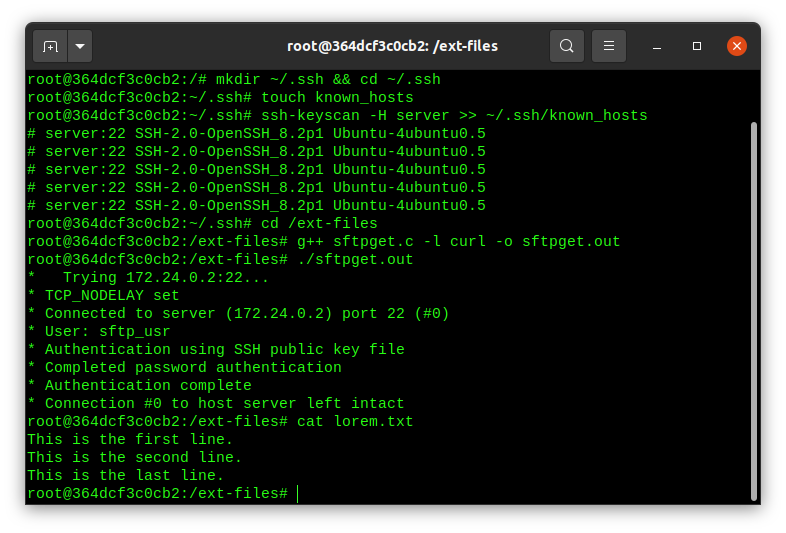 root@364dcf3c0cb2: /ext-files
root@364dcf3c0cb2:/# mkdir ~/.ssh && cd ~/.ssh
root@364dcf3c0cb2:~/.ssh# touch known_hosts
root@364dcf3c0cb2:~/.ssh# ssh-keyscan -H server >> ~/.ssh/known_hosts
# server:22 SSH-2.0-OpenSSH_8.2p1 Ubuntu-4ubuntu0.5
# server:22 SSH-2.0-OpenSSH_8.2p1 Ubuntu-4ubuntu0.5
# server:22 SSH-2.0-OpenSSH_8.2p1 Ubuntu-4ubuntu0.5
# server:22 SSH-2.0-OpenSSH_8.2p1 Ubuntu-4ubuntu0.5
# server:22 SSH-2.0-OpenSSH_8.2p1 Ubuntu-4ubuntu0.5
root@364dcf3c0cb2:~/.ssh# cd /ext-files
root@364dcf3c0cb2:/ext-files# g++ sftpget.c -l curl -o sftpget.out
root@364dcf3c0cb2:/ext-files# ./sftpget.out
*   Trying 172.24.0.2:22...
* TCP_NODELAY set
* Connected to server (172.24.0.2) port 22 (#0)
* User: sftp_usr
* Authentication using SSH public key file
* Completed password authentication
* Authentication complete
* Connection #0 to host server left intact
root@364dcf3c0cb2:/ext-files# cat lorem.txt
This is the first line.
This is the second line.
This is the last line.
root@364dcf3c0cb2:/ext-files#